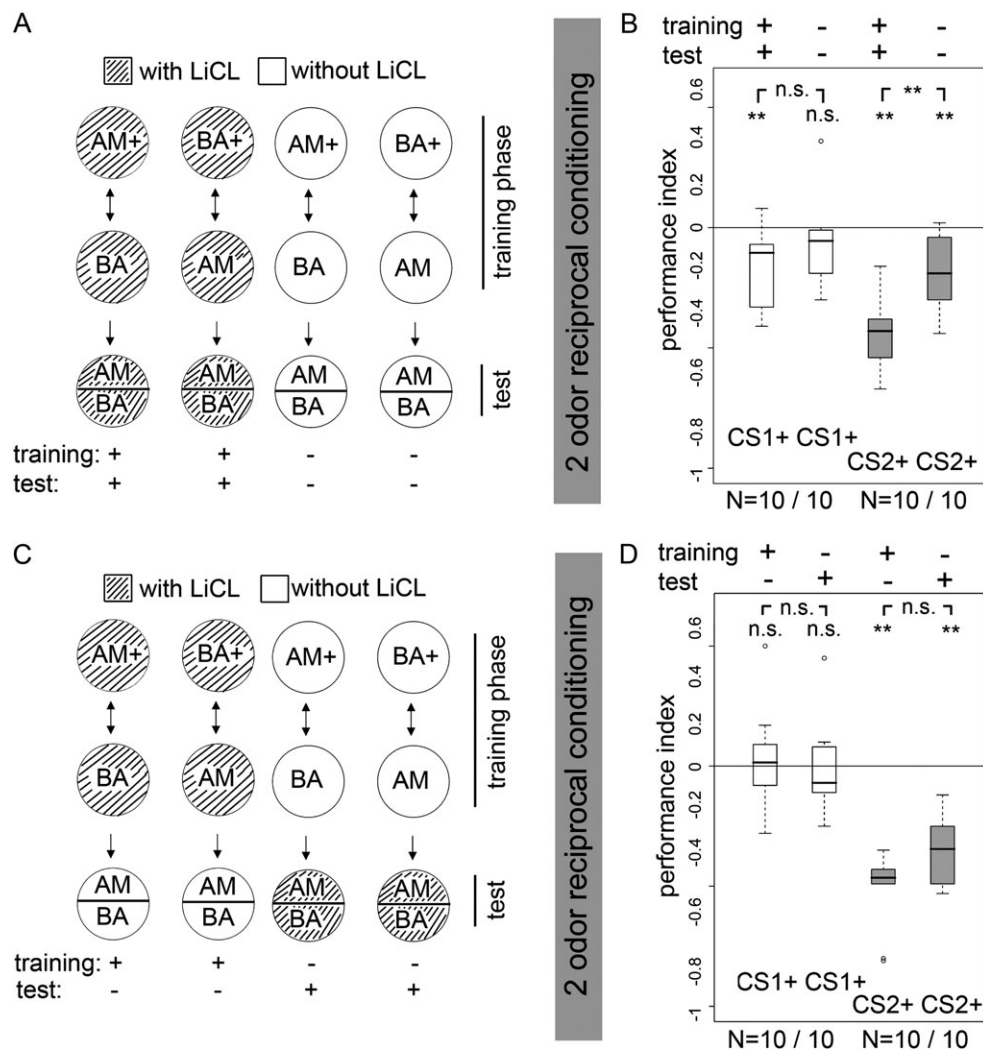 A
with LiCL without LiCL
AM+ BA+ AM+ BA+
BA AM BA AM
training phase
AM AM AM AM
BA BA BA BA
test
training: + + - -
test: + + - -
2 odor reciprocal conditioning
B
training + - + -
test + - + -
n.s. **
** n.s. ** **
performance index
0.6
0.4
0.2
0
-0.2
-0.4
-0.6
-0.8
-1
CS1+ CS1+
CS2+ CS2+
N=10 / 10 N=10 / 10
C
with LiCL without LiCL
AM+ BA+ AM+ BA+
BA AM BA AM
training phase
AM AM AM AM
BA BA BA BA
test
training: + + - -
test: - - + +
2 odor reciprocal conditioning
D
training + - + -
test - + - +
n.s. n.s.
n.s. n.s. ** **
performance index
0.6
0.4
0.2
0
-0.2
-0.4
-0.6
-0.8
-1
CS1+ CS1+
CS2+ CS2+
N=10 / 10 N=10 / 10